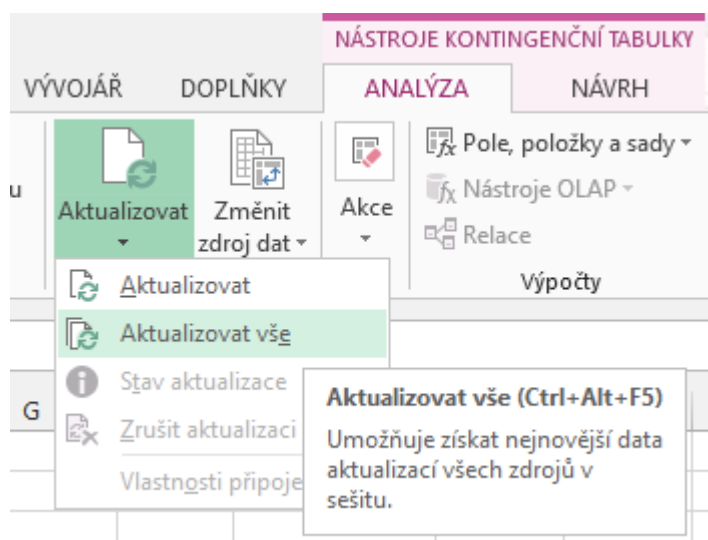 NÁSTROJE KONTINGENČNÍ TABULKY
VÝVOJÁŘ DOPLŇKY ANALÝZA NÁVRH
u
Aktualizovat
Změnit
zdroj dat
Akce
Pole, položky a sady
Nástroje OLAP
Relace
Výpočty
Aktualizovat
Aktualizovat vše
Stav aktualizace
Zrušit aktualizaci
Vlastnosti připoje
G
Aktualizovat vše (Ctrl+Alt+F5)
Umožňuje získat nejnovější data
aktualizací všech zdrojů v
sešitu.